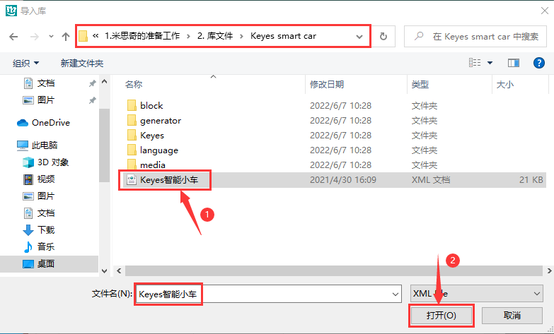 导入库
« 1.米思奇的准备工作 > 2. 库文件 > Keyes smart car
在 Keyes smart car 中搜索
组织 新建文件夹
名称 修改日期 类型 大小
文档
图片
OneDrive
此电脑
3D 对象
视频
图片
文档
下载
音乐
桌面
block 2022/6/7 10:28 文件夹
generator 2022/6/7 10:28 文件夹
Keyes 2022/6/7 10:28 文件夹
language 2022/6/7 10:28 文件夹
media 2022/6/7 10:28 文件夹
Keyes智能小车 2021/4/30 16:09 XML 文档 21 KB
1
2
文件名(N): Keyes智能小车 XML file
打开(O) 取消